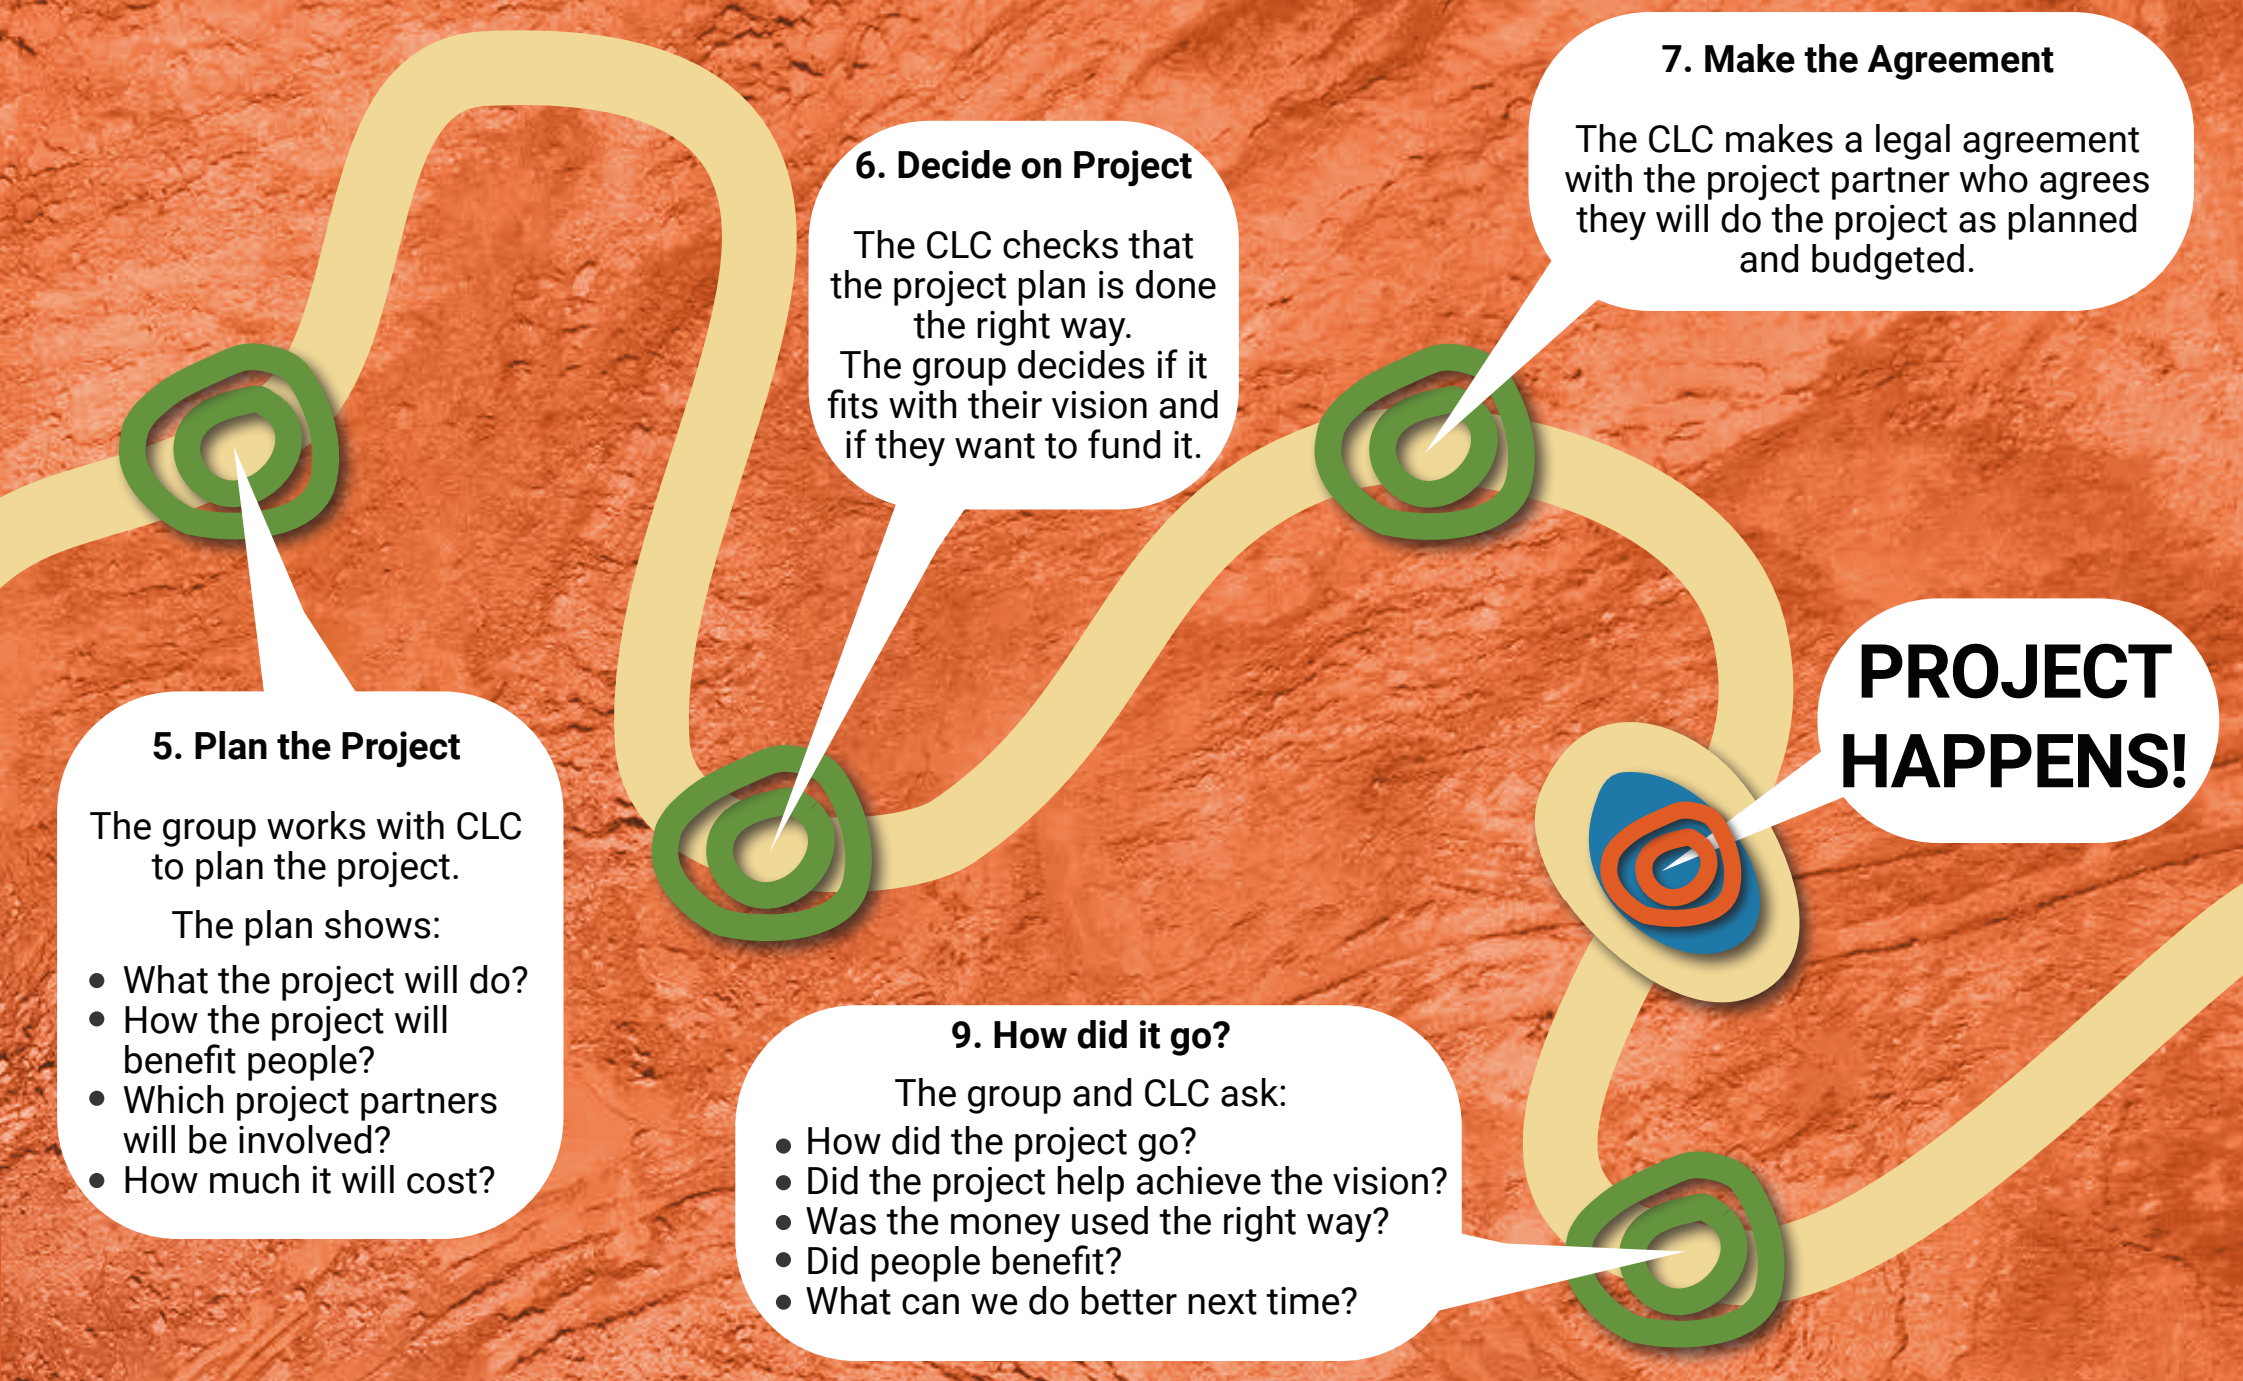 5. Plan the Project
The group works with CLC
to plan the project.
The plan shows:
• What the project will do?
• How the project will
benefit people?
• Which project partners
will be involved?
• How much it will cost?
6. Decide on Project
The CLC checks that
the project plan is done
the right way.
The group decides if it
fits with their vision and
if they want to fund it.
7. Make the Agreement
The CLC makes a legal agreement
with the project partner who agrees
they will do the project as planned
and budgeted.
PROJECT
HAPPENS!
9. How did it go?
The group and CLC ask:
• How did the project go?
• Did the project help achieve the vision?
• Was the money used the right way?
• Did people benefit?
• What can we do better next time?